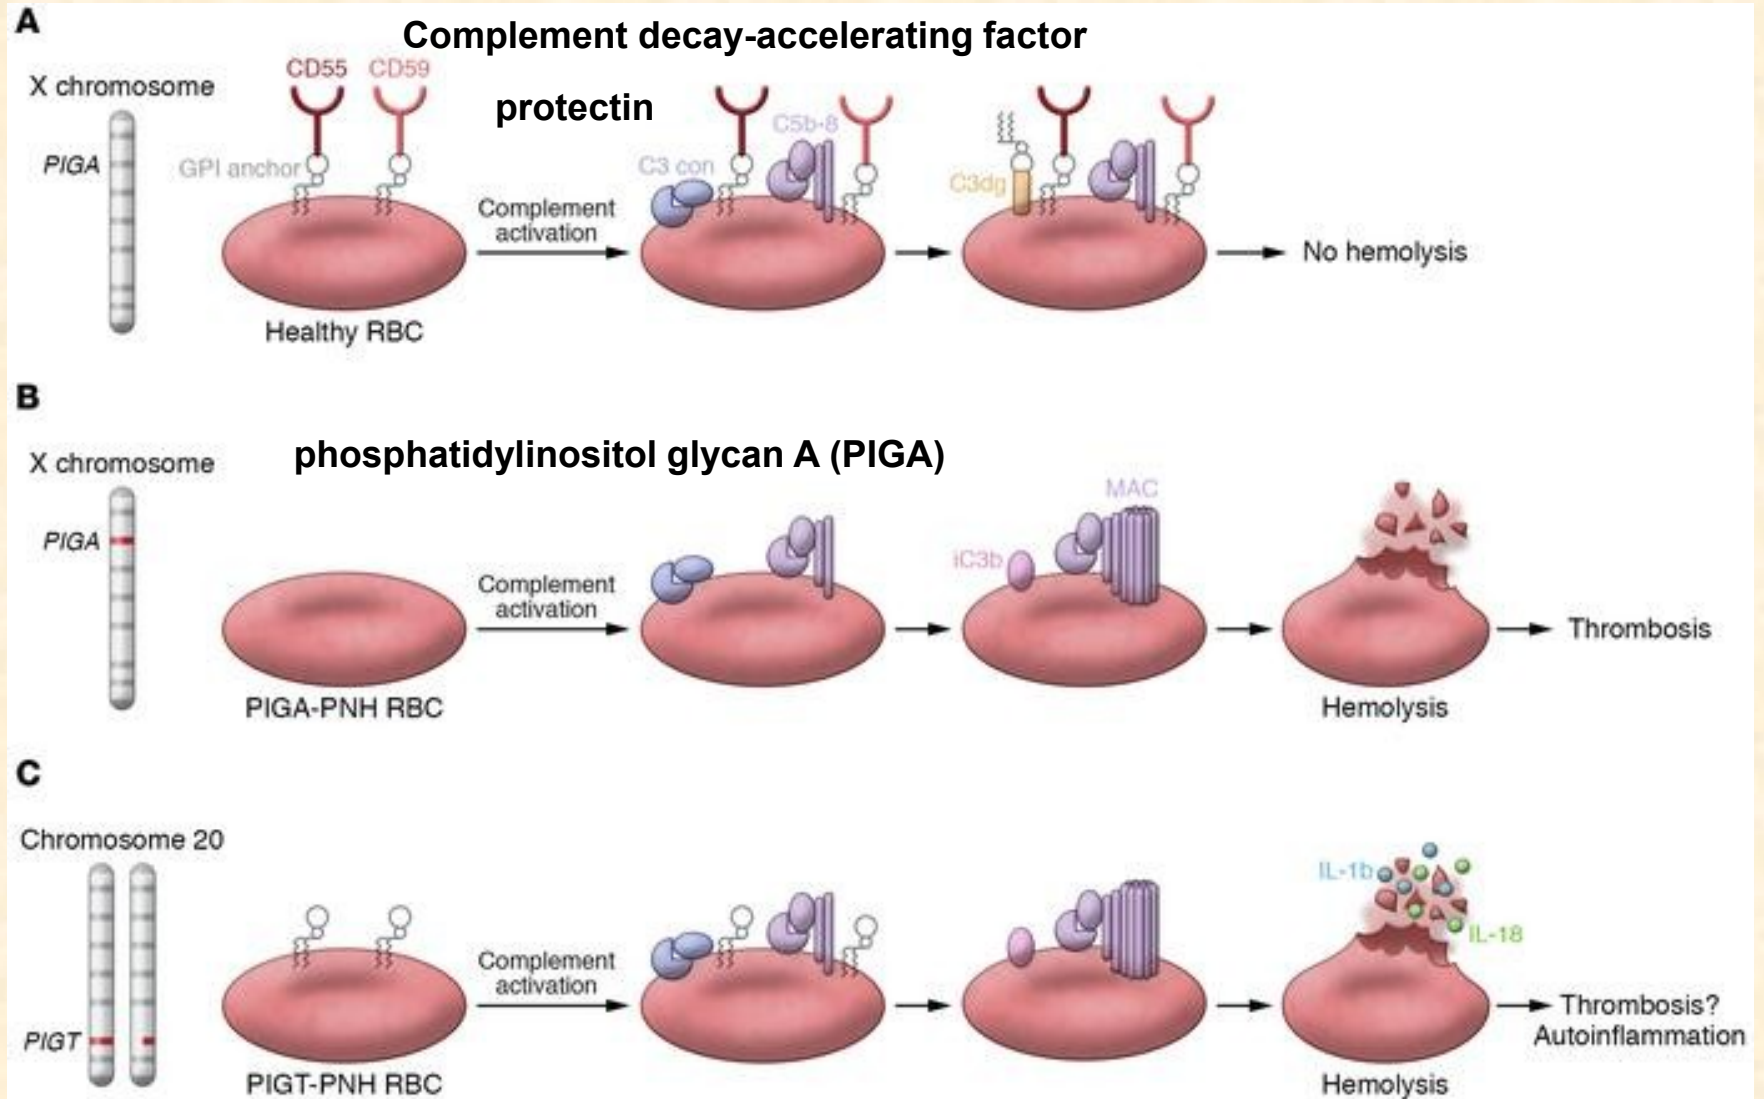 A
Complement decay-accelerating factor
CD55 CD59
X chromosome
protectin
C5b-8
PIGA
GPI anchor
C3 con
C3dg
Complement
activation
No hemolysis
Healthy RBC
B
phosphatidylinositol glycan A (PIGA)
X chromosome
MAC
PIGA
iC3b
Complement
activation
Thrombosis
PIGA-PNH RBC
Hemolysis
C
Chromosome 20
IL-1b
IL-18
Complement
activation
Thrombosis?
Autoinflammation
PIGT
PIGT-PNH RBC
Hemolysis